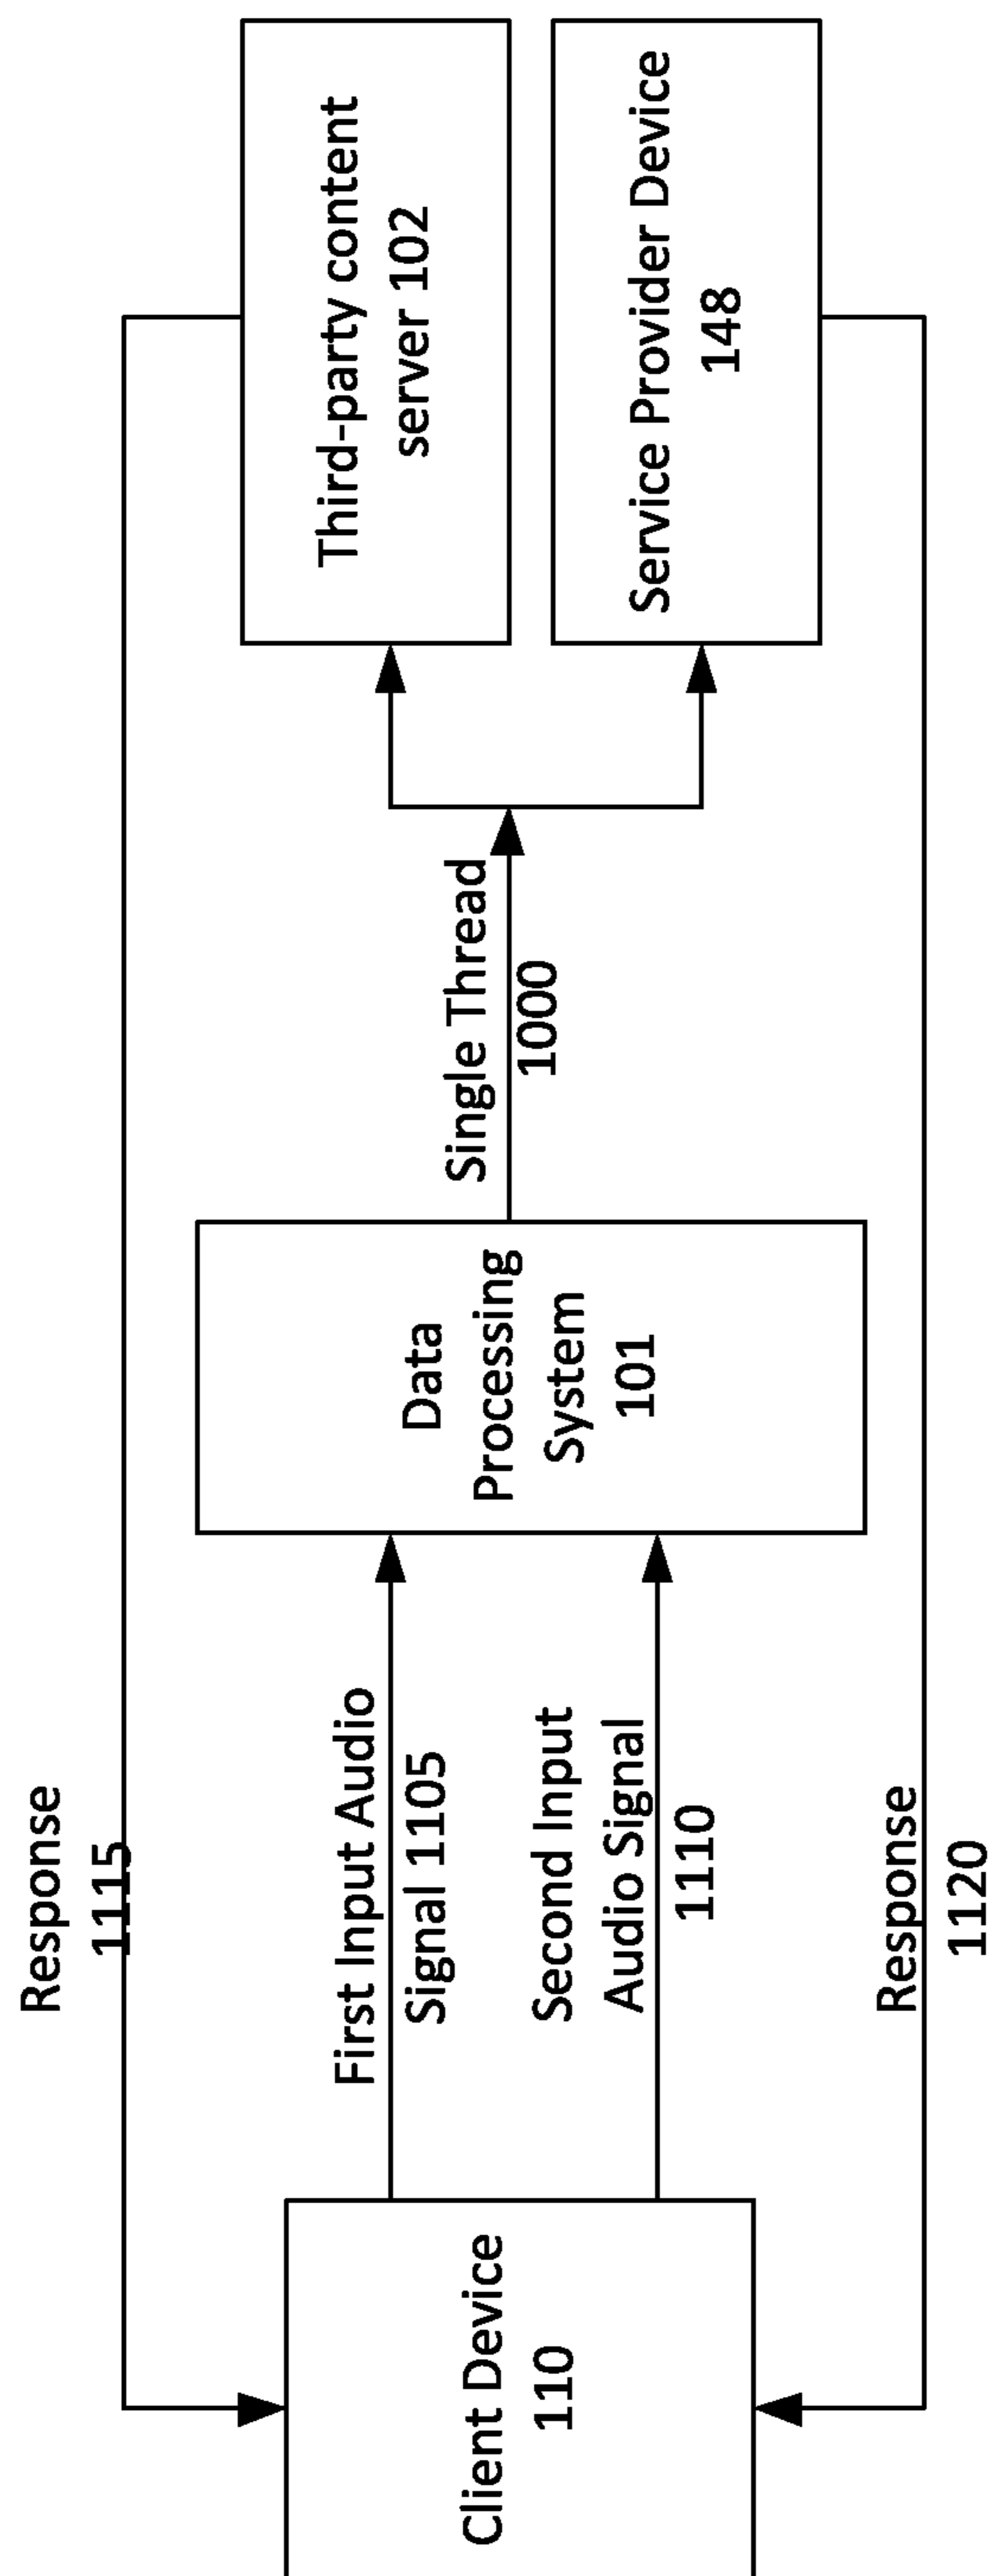 Response
1115
Client Device
110
First Input Audio
Signal 1105
Second Input
Audio Signal
1110
Data
Processing
System
101
Single Thread
1000
Third-party content
server 102
Service Provider Device
148
Response
1120